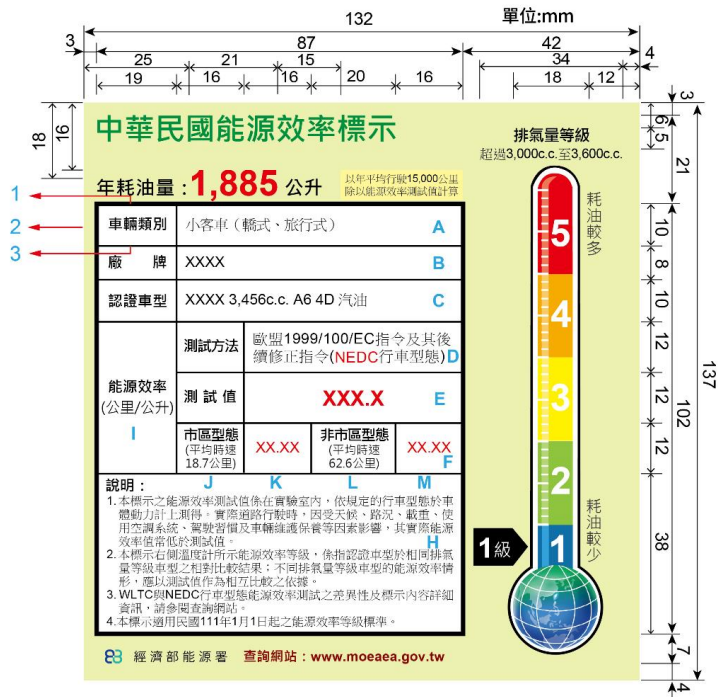 132
單位:mm
3
87
42
25
21
15
34
4
19
16
16
20
16
18
12
3
18
16
6
5
21
中華民國能源效率標示
排氣量等級
超過3,000c.c.至3,600c.c.
年耗油量：1,885 公升
以年平均行駛15,000公里
除以能源效率測試值計算
1
2
3
車輛類別
小客車（轎式、旅行式）
A
廠 牌
XXXX
B
認證車型
XXXX 3,456c.c. A6 4D 汽油
C
能源效率
(公里/公升)
I
測試方法
歐盟1999/100/EC指令及其後
續修正指令(NEDC行車型態)
D
測 試 值
XXX.X
E
市區型態
(平均時速
18.7公里)
XX.XX
非市區型態
(平均時速
62.6公里)
XX.XX
F
J
K
L
M
說明：
1.本標示之能源效率測試值係在實驗室內，依規定的行車型態於車
體動力計上測得。實際道路行駛時，因受天候、路況、載重、使
用空調系統、駕駛習慣及車輛維護保養等因素影響，其實際能源
效率值常低於測試值。
H
2.本標示右側溫度計所示能源效率等級，係指認證車型於相同排氣
量等級車型之相對比較結果；不同排氣量等級車型的能源效率情
形，應以測試值作為相互比較之依據。
3.WLTC與NEDC行車型態能源效率測試之差異性及標示內容詳細
資訊，請參閱查詢網站。
4.本標示適用民國111年1月1日起之能源效率等級標準。
耗油較多
5
4
3
2
1
耗油較少
1級
10
8
10
12
12
12
38
7
4
102
137
經濟部能源署
查詢網站：www.moeaea.gov.tw